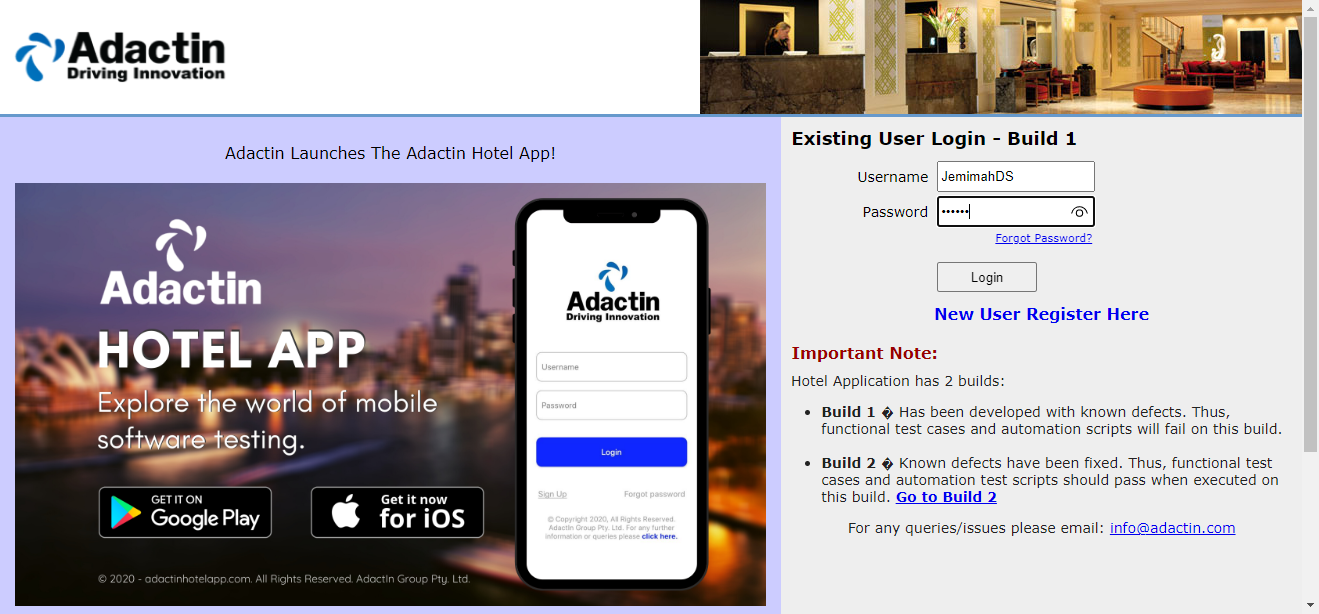 Adactin
Driving Innovation
Adactin Launches The Adactin Hotel App!
Adactin
HOTEL APP
Explore the world of mobile
software testing.
GET IT ON
Google Play
Get it now
for iOS
© 2020 - adactinhotelapp.com. All Rights Reserved. Adactin Group Pty. Ltd.
Adactin
Driving Innovation
Username
Password
Login
Sign Up Forgot password
© Copyright 2020, All Rights Reserved.
Adactin Group Pty. Ltd. For any further
information or queries please click here.
Existing User Login - Build 1
Username JemimahDS
Password ••••••
Forgot Password?
Login
New User Register Here
Important Note:
Hotel Application has 2 builds:
• Build 1 � Has been developed with known defects. Thus,
functional test cases and automation scripts will fail on this build.
• Build 2 � Known defects have been fixed. Thus, functional test
cases and automation test scripts should pass when executed on
this build. Go to Build 2
For any queries/issues please email: info@adactin.com